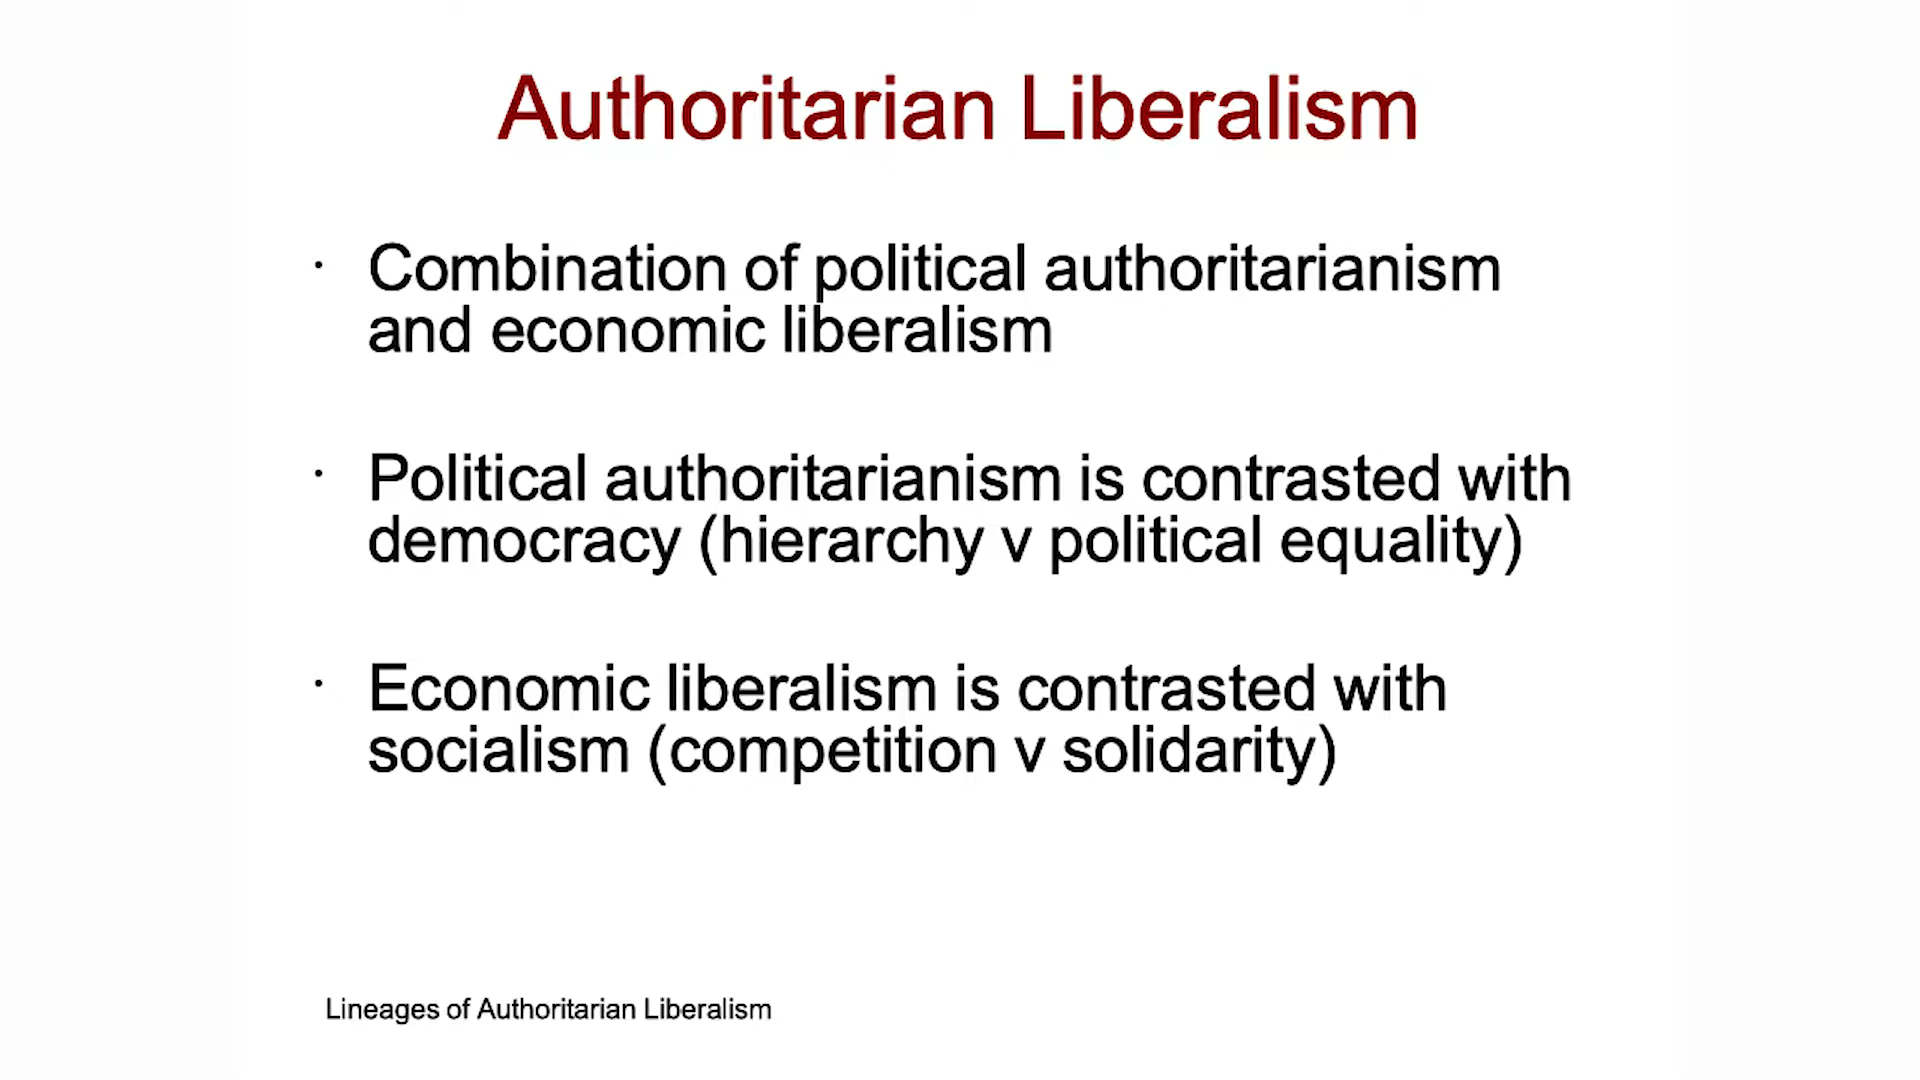 Authoritarian Liberalism
· Combination of political authoritarianism
and economic liberalism
· Political authoritarianism is contrasted with
democracy (hierarchy v political equality)
· Economic liberalism is contrasted with
socialism (competition v solidarity)
Lineages of Authoritarian Liberalism